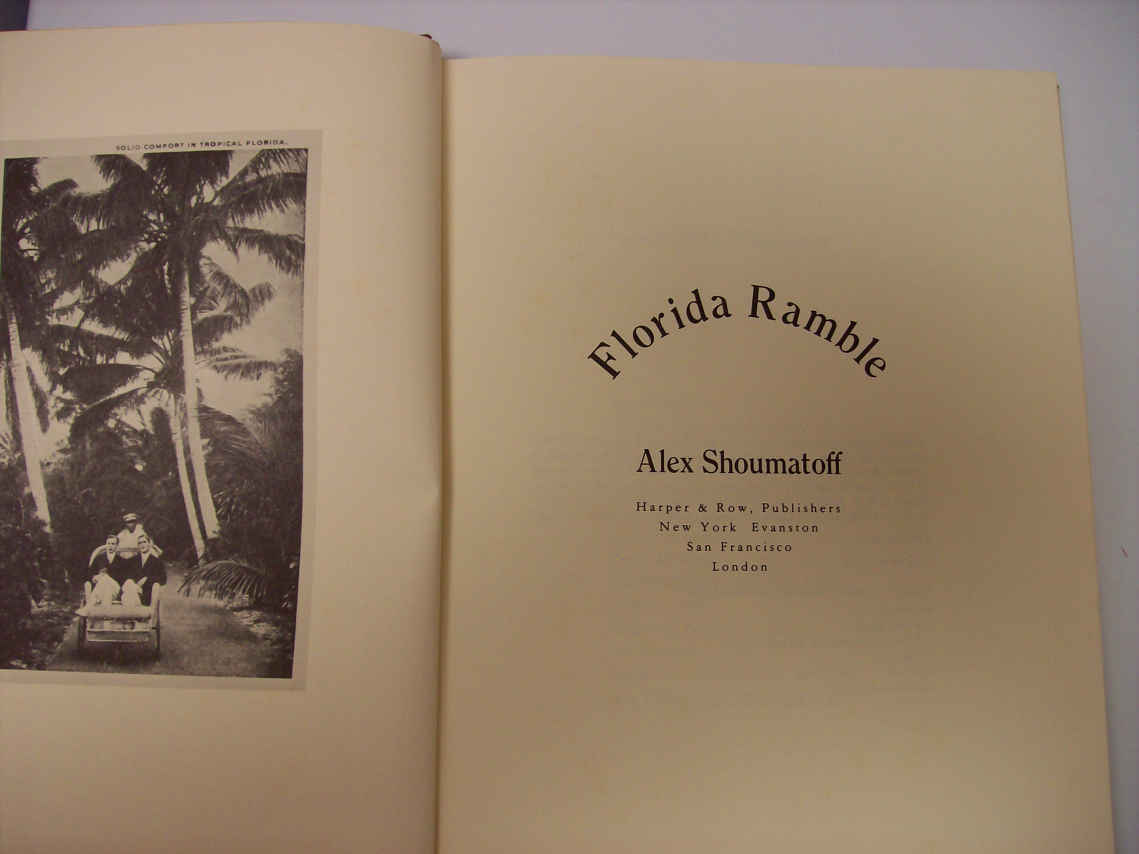 SOLID COMFORT IN TROPICAL FLORIDA.
Florida Ramble
Alex Shoumatoff
Harper & Row, Publishers
New York Evanston
San Francisco
London